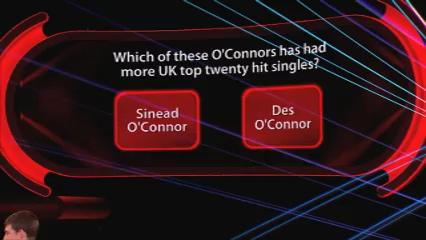 Which of these O'Connors has had
more UK top twenty hit singles?
Sinead
O'Connor
Des
O'Connor